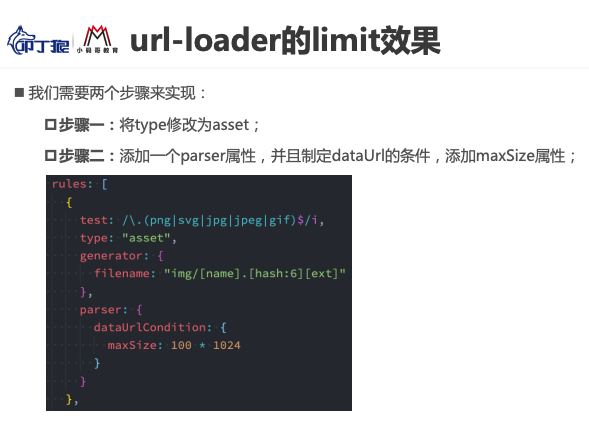 叩丁狼
小码哥教育
url-loader的limit效果
我们需要两个步骤来实现：
步骤一：将type修改为asset；
步骤二：添加一个parser属性，并且制定dataUrl的条件，添加maxSize属性；
rules: [
{
test: /\.(png|svg|jpg|jpeg|gif)$/i,
type: "asset",
generator: {
filename: "img/[name].[hash:6][ext]"
},
parser: {
dataUrlCondition: {
maxSize: 100 * 1024
}
}
},